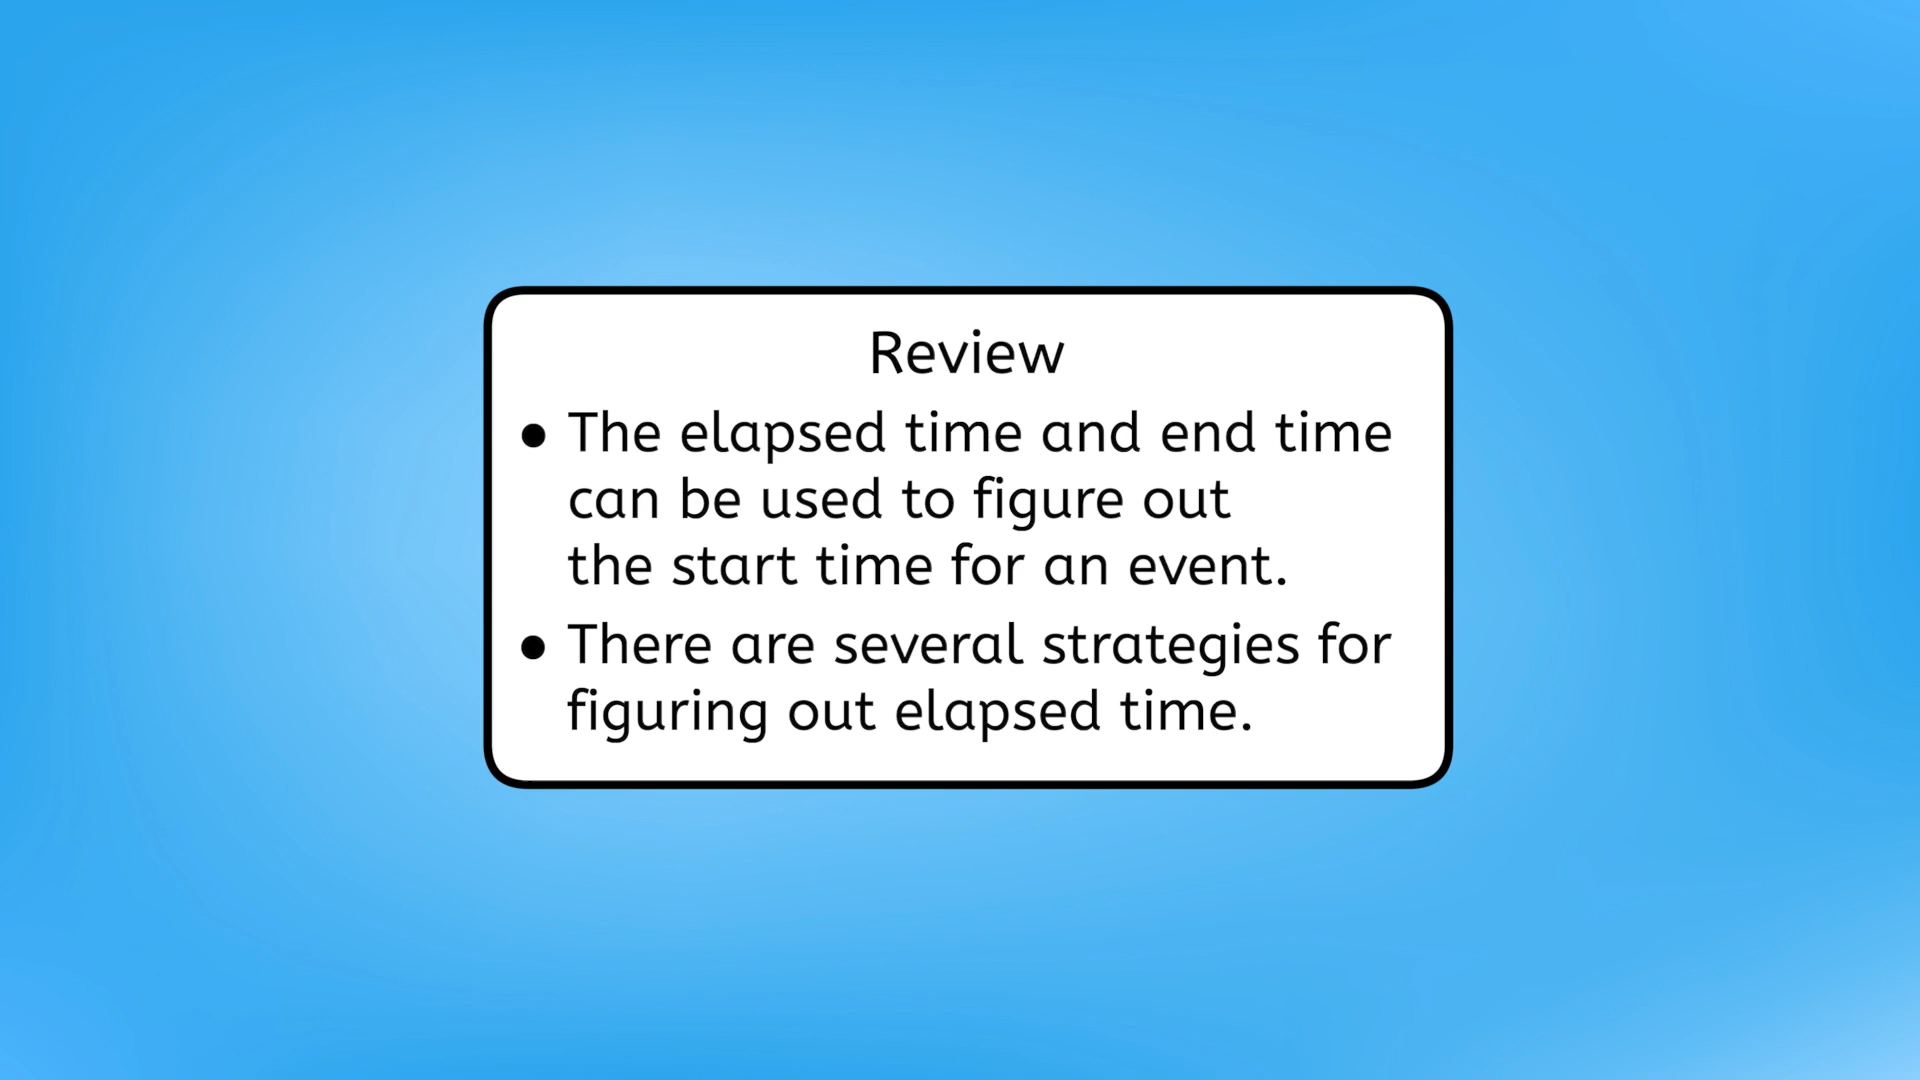 Review
• The elapsed time and end time
can be used to figure out
the start time for an event.
• There are several strategies for
figuring out elapsed time.